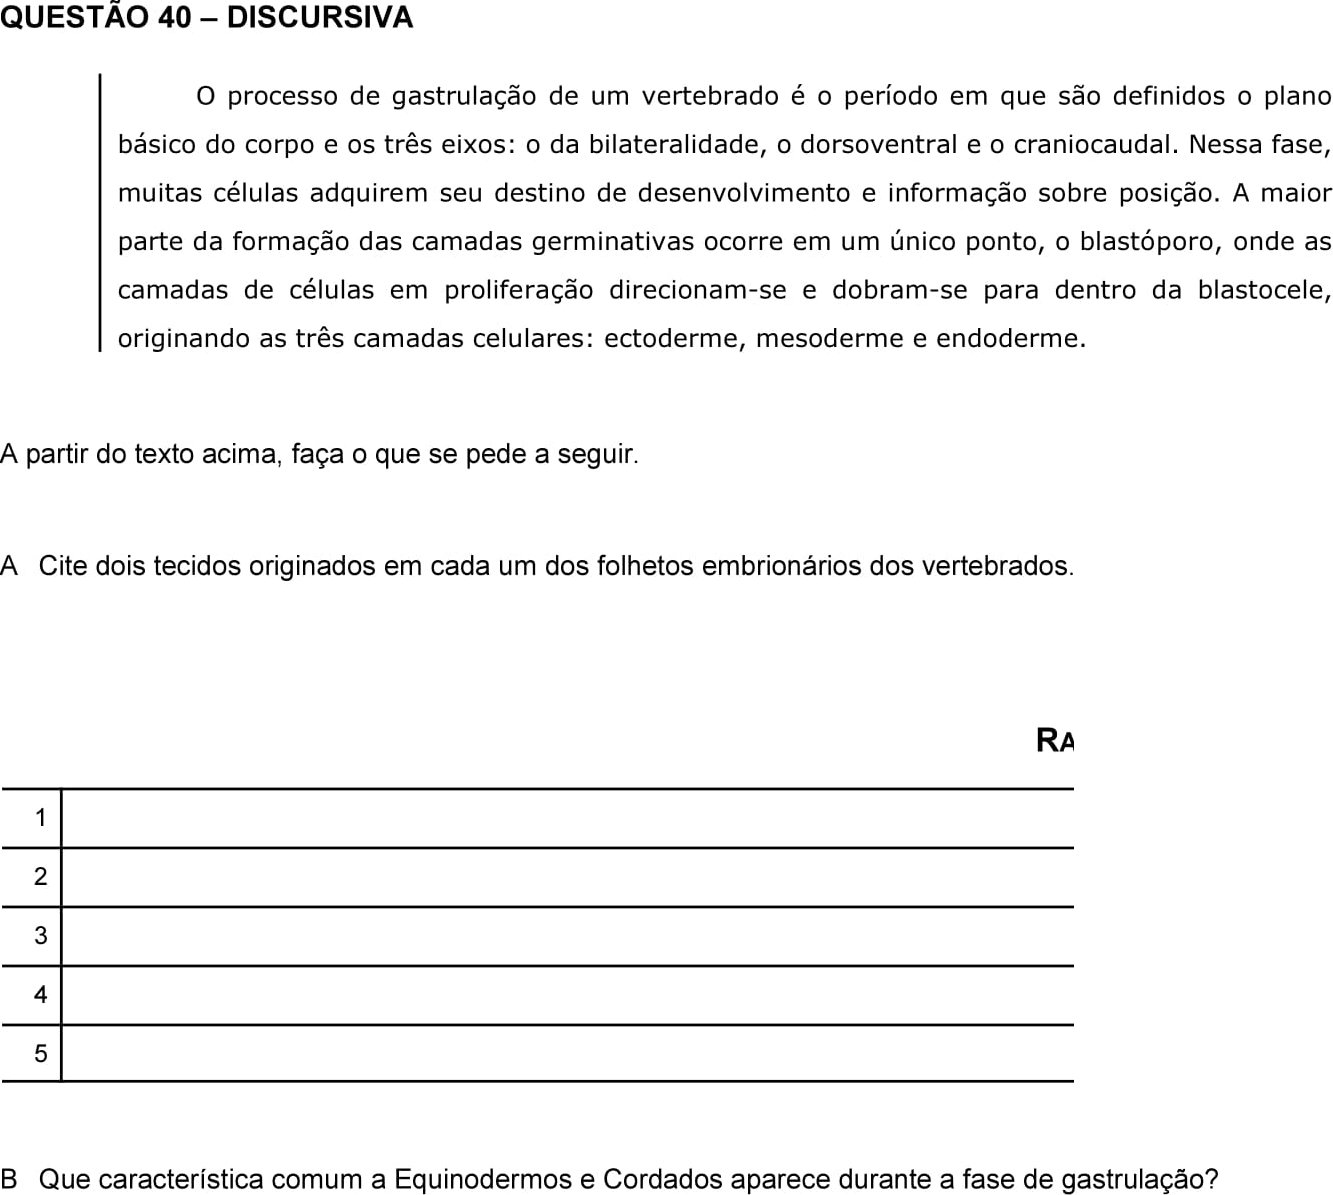 QUESTÃO 40 – DISCURSIVA
O processo de gastrulação de um vertebrado é o período em que são definidos o plano
básico do corpo e os três eixos: o da bilateralidade, o dorsoventral e o craniocaudal. Nessa fase,
muitas células adquirem seu destino de desenvolvimento e informação sobre posição. A maior
parte da formação das camadas germinativas ocorre em um único ponto, o blastóporo, onde as
camadas de células em proliferação direcionam-se e dobram-se para dentro da blastocele,
originando as três camadas celulares: ectoderme, mesoderme e endoderme.
A partir do texto acima, faça o que se pede a seguir.
A Cite dois tecidos originados em cada um dos folhetos embrionários dos vertebrados.
RA
1
2
3
4
5
B Que característica comum a Equinodermos e Cordados aparece durante a fase de gastrulação?